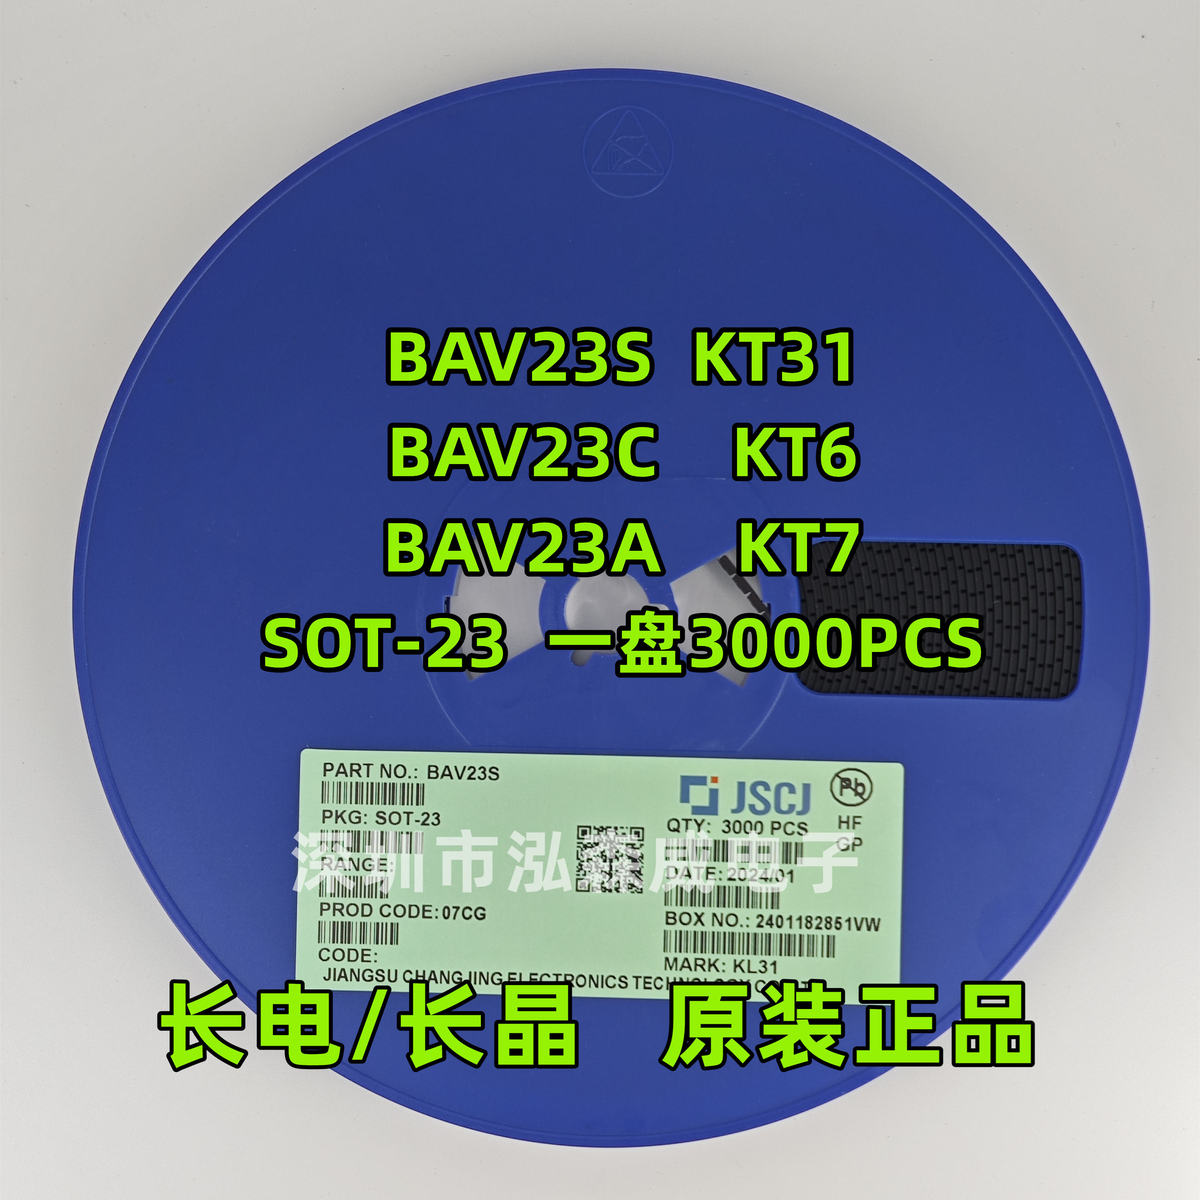 BAV23S KT31
BAV23C KT6
BAV23A KT7
SOT-23 一盘3000PCS
PART NO.: BAV23S
JSCJ
Pb
PKG: SOT-23
QTY: 3000 PCS
HF
GP
深圳市泓 成电子
RANGE:
DATE: 2024/01
PROD CODE: 07CG
BOX NO.: 2401182851VW
CODE:
MARK: KL31
JIANGSU CHANGJING ELECTRONICS TECHNOLOGY
长电/长晶 原装正品